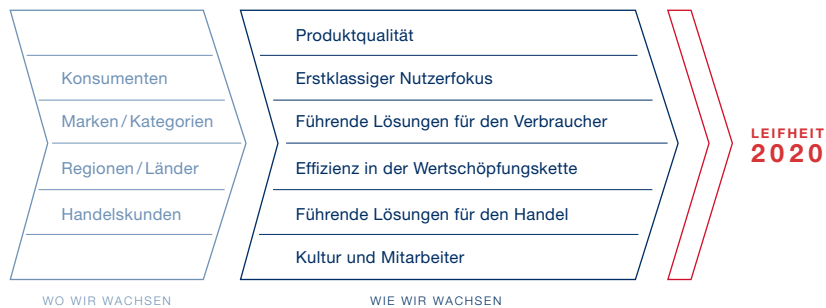 Konsumenten
Marken / Kategorien
Regionen / Länder
Handelskunden
WO WIR WACHSEN
Produktqualität
Erstklassiger Nutzerfokus
Führende Lösungen für den Verbraucher
Effizienz in der Wertschöpfungskette
Führende Lösungen für den Handel
Kultur und Mitarbeiter
WIE WIR WACHSEN
LEIFHEIT
2020